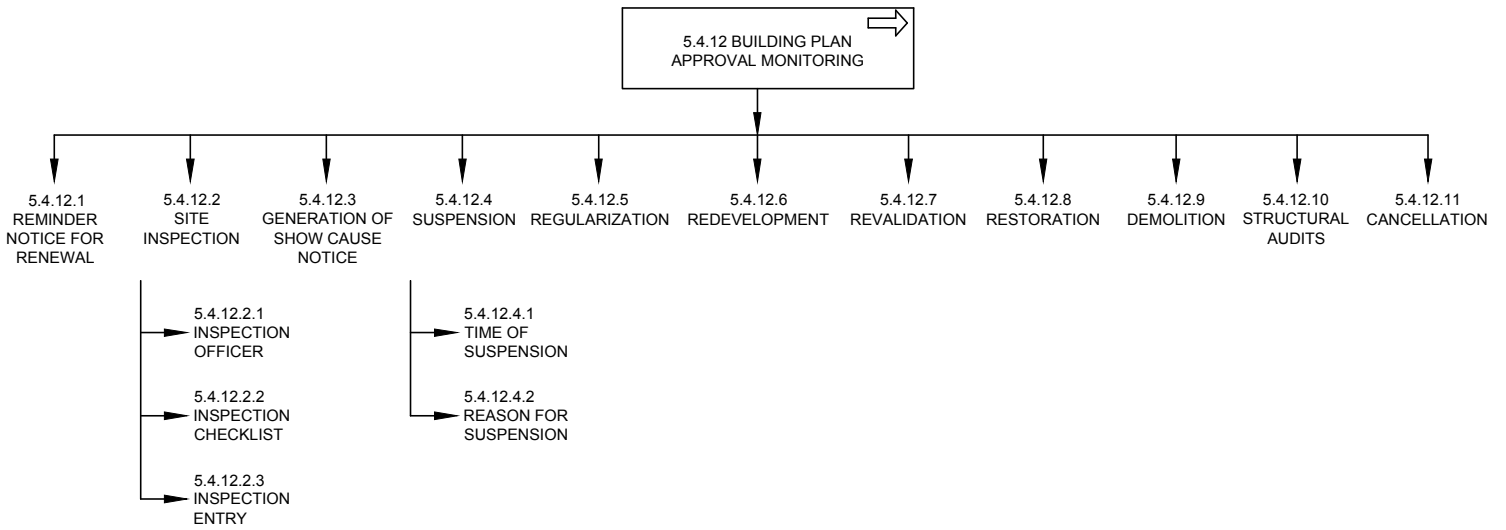 5.4.12 BUILDING PLAN
APPROVAL MONITORING
5.4.12.1
REMINDER
NOTICE FOR
RENEWAL
5.4.12.2
SITE
INSPECTION
5.4.12.3
GENERATION OF
SHOW CAUSE
NOTICE
5.4.12.4
SUSPENSION
5.4.12.5
REGULARIZATION
5.4.12.6
REDEVELOPMENT
5.4.12.7
REVALIDATION
5.4.12.8
RESTORATION
5.4.12.9
DEMOLITION
5.4.12.10
STRUCTURAL
AUDITS
5.4.12.11
CANCELLATION
5.4.12.2.1
INSPECTION
OFFICER
5.4.12.2.2
INSPECTION
CHECKLIST
5.4.12.2.3
INSPECTION
ENTRY
5.4.12.4.1
TIME OF
SUSPENSION
5.4.12.4.2
REASON FOR
SUSPENSION